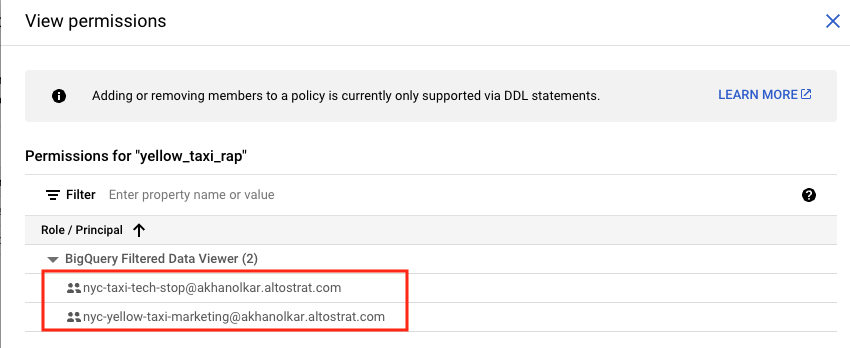 View permissions
Adding or removing members to a policy is currently only supported via DDL statements. LEARN MORE
Permissions for "yellow_taxi_rap"
Filter Enter property name or value
Role / Principal
BigQuery Filtered Data Viewer (2)
nyc-taxi-tech-stop@akhanolkar.altostrat.com
nyc-yellow-taxi-marketing@akhanolkar.altostrat.com